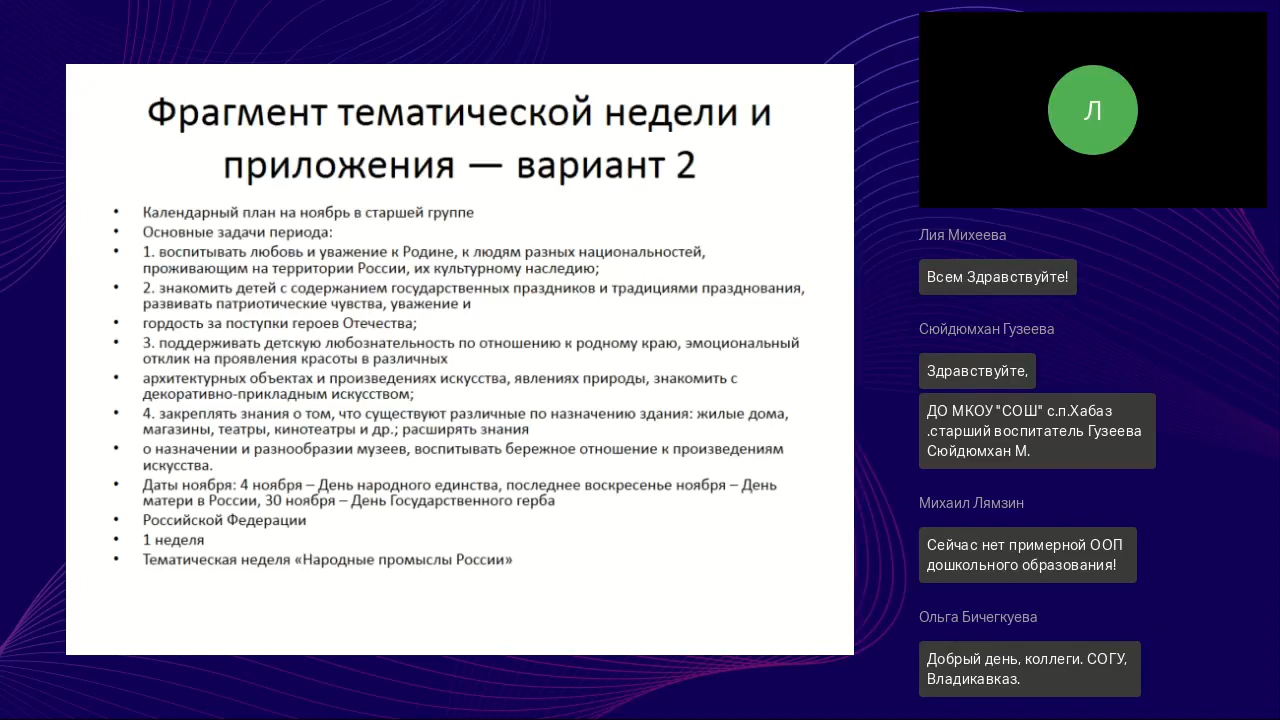 Фрагмент тематической недели и
приложения — вариант 2
• Календарный план на ноябрь в старшей группе
• Основные задачи периода:
• 1. воспитывать любовь и уважение к Родине, к людям разных национальностей,
проживающим на территории России, их культурному наследию;
• 2. знакомить детей с содержанием государственных праздников и традициями празднования,
развивать патриотические чувства, уважение и
• гордость за поступки героев Отечества;
• 3. поддерживать детскую любознательность по отношению к родному краю, эмоциональный
отклик на проявления красоты в различных
• архитектурных объектах и произведениях искусства, явлениях природы, знакомить с
декоративно-прикладным искусством;
• 4. закреплять знания о том, что существуют различные по назначению здания: жилые дома,
магазины, театры, кинотеатры и др.; расширять знания
• о назначении и разнообразии музеев, воспитывать бережное отношение к произведениям
искусства.
• Даты ноября: 4 ноября – День народного единства, последнее воскресенье ноября – День
матери в России, 30 ноября – День Государственного герба
• Российской Федерации
• 1 неделя
• Тематическая неделя «Народные промыслы России»
Л
Лия Михеева
Всем Здравствуйте!
Сюйдюмхан Гузеева
Здравствуйте,
ДО МКОУ "СОШ" с.п.Хабаз
.старший воспитатель Гузеева
Сюйдюмхан М.
Михаил Лямзин
Сейчас нет примерной ООП
дошкольного образования!
Ольга Бичегкуева
Добрый день, коллеги. СОГУ,
Владикавказ.